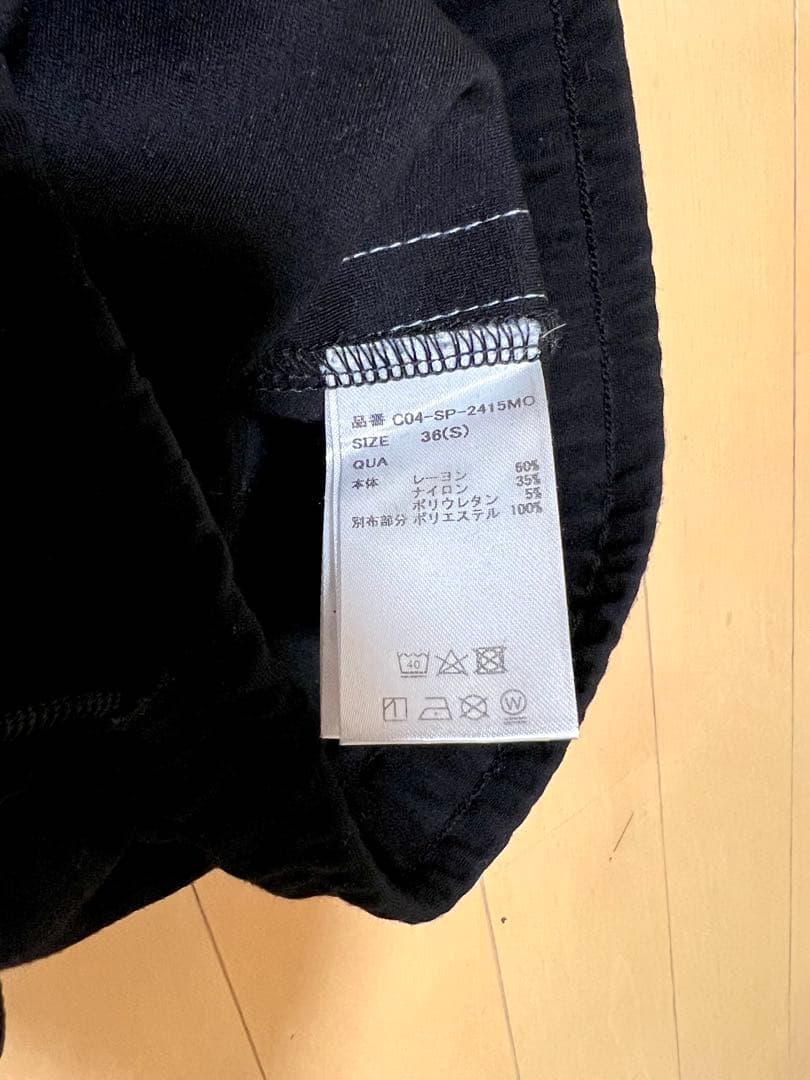 品番 C04-SP-2415MO
SIZE 36(S)
QUA
本体 レーヨン 60%
ナイロン 35%
ポリウレタン 5%
別布部分 ポリエステル 100%
40
W